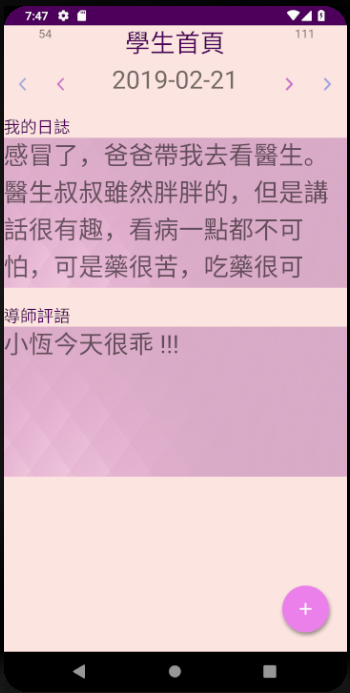 7:47
54
學生首頁
111
2019-02-21
我的日誌
感冒了，爸爸帶我去看醫生。
醫生叔叔雖然胖胖的，但是講
話很有趣，看病一點都不可
怕，可是藥很苦，吃藥很可
導師評語
小恆今天很乖 !!!
+